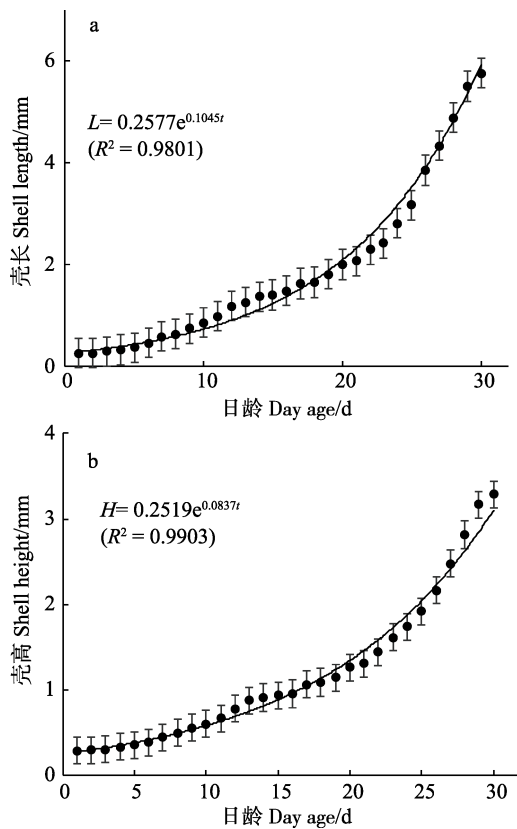 a
6
4
2
0
L= 0.2577e^0.1045t
(R² = 0.9801)
壳长 Shell length/mm
0 10 20 30
日龄 Day age/d
b
4
3
2
1
0
H= 0.2519e^0.0837t
(R² = 0.9903)
壳高 Shell height/mm
0 5 10 15 20 25 30
日龄 Day age/d